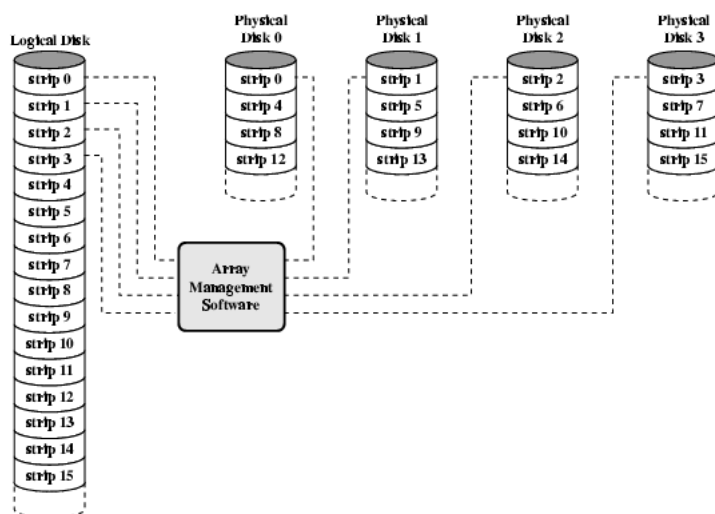 Logical Disk
strip 0
strip 1
strip 2
strip 3
strip 4
strip 5
strip 6
strip 7
strip 8
strip 9
strip 10
strip 11
strip 12
strip 13
strip 14
strip 15
Physical
Disk 0
strip 0
strip 4
strip 8
strip 12
Physical
Disk 1
strip 1
strip 5
strip 9
strip 13
Physical
Disk 2
strip 2
strip 6
strip 10
strip 14
Physical
Disk 3
strip 3
strip 7
strip 11
strip 15
Array
Management
Software